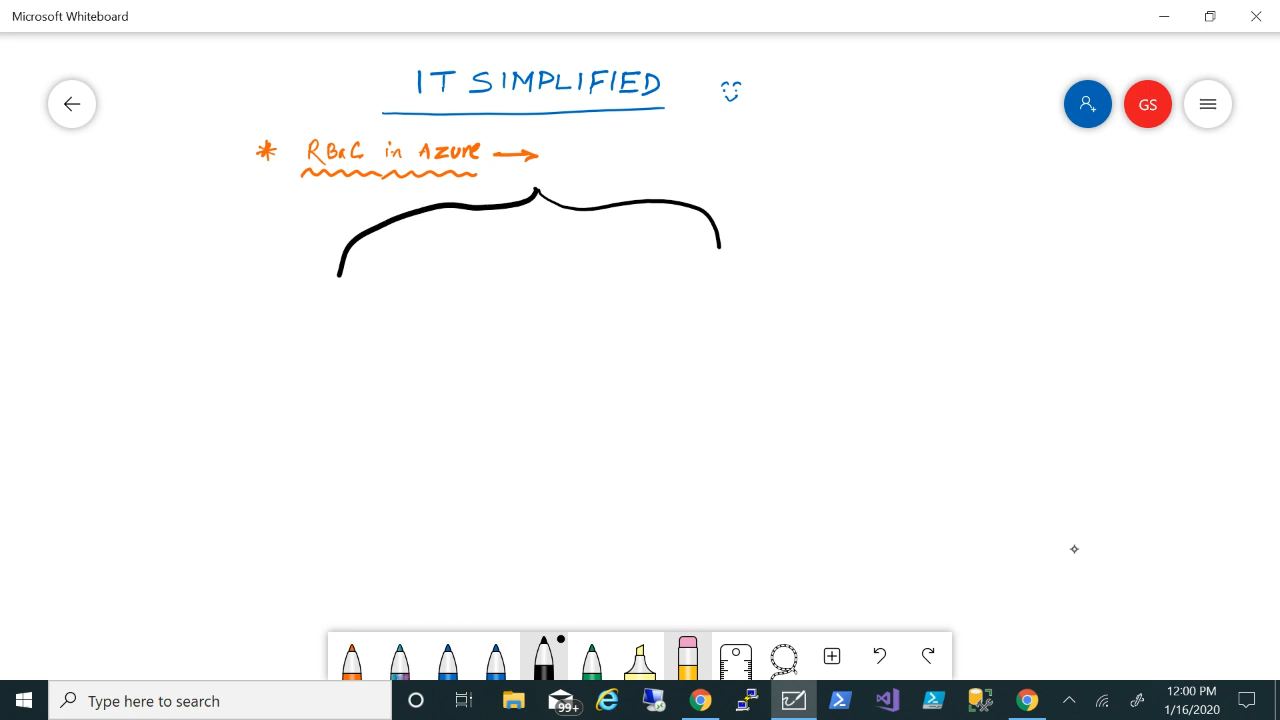 Microsoft Whiteboard
IT SIMPLIFIED
GS
* RBaC in Azure →
Type here to search
99+
12:00 PM
1/16/2020